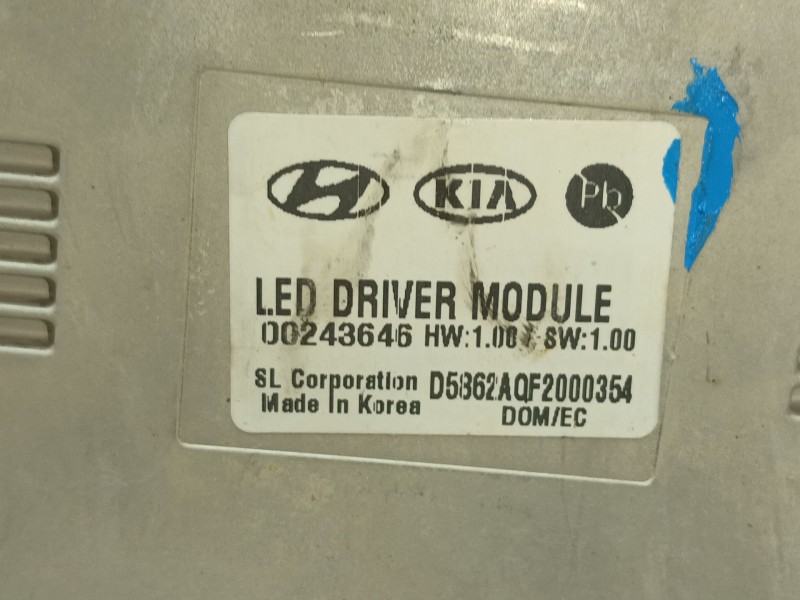 KIA Pb
LED DRIVER MODULE
00243646 HW:1.00 / SW:1.00
SL Corporation D5862AQF2000354
Made In Korea DOM/EC